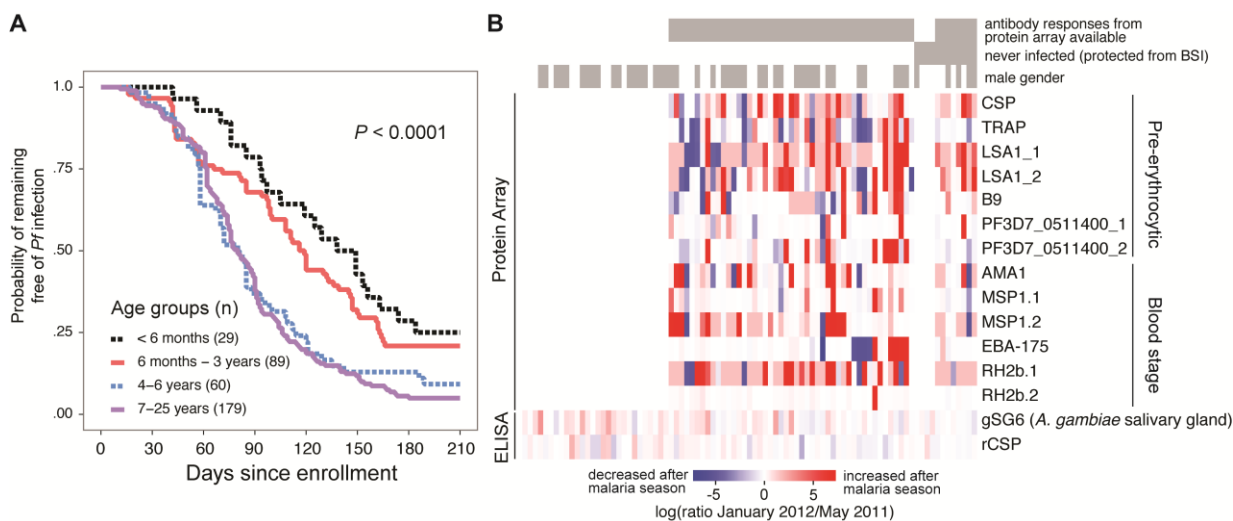 A
Probability of remaining
free of Pf infection
1.0
.75
.50
.25
.00
P < 0.0001
Age groups (n)
< 6 months (29)
6 months – 3 years (89)
4–6 years (60)
7–25 years (179)
0 30 60 90 120 150 180 210
Days since enrollment
B
antibody responses from
protein array available
never infected (protected from BSI)
male gender
Protein Array
CSP
TRAP
LSA1_1
LSA1_2
B9
PF3D7_0511400_1
PF3D7_0511400_2
Pre-erythrocytic
AMA1
MSP1.1
MSP1.2
EBA-175
RH2b.1
RH2b.2
Blood stage
ELISA
gSG6 (A. gambiae salivary gland)
rCSP
decreased after
malaria season
-5 0 5
increased after
malaria season
log(ratio January 2012/May 2011)